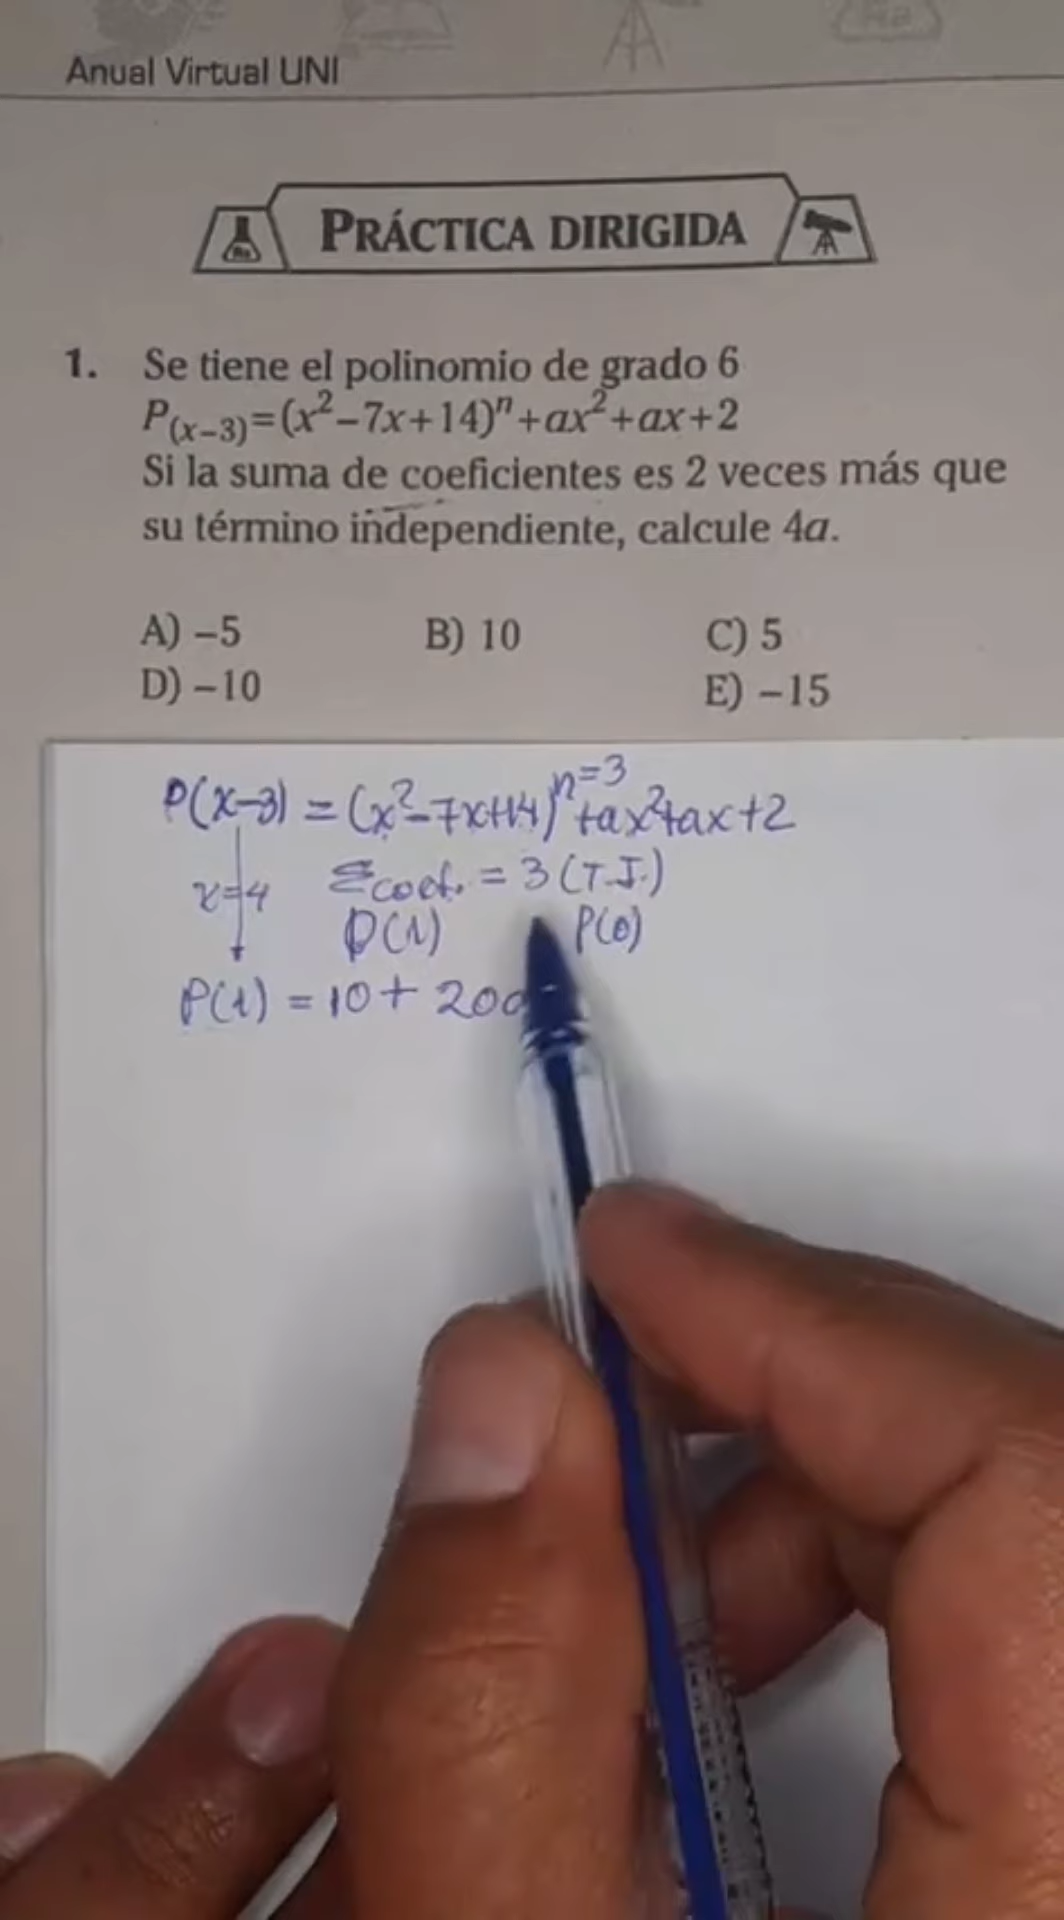 Anual Virtual UNI
PRÁCTICA DIRIGIDA
1. Se tiene el polinomio de grado 6
P(x−3)=(x²−7x+14)ⁿ+ax²+ax+2
Si la suma de coeficientes es 2 veces más que
su término independiente, calcule 4a.
A) −5 B) 10 C) 5
D) −10 E) −15
P(x−3) = (x²−7x+14)ⁿ⁼³+ax²+ax+2
x=4 Σcoef. = 3(T.I.)
P(1) P(0)
P(1) = 10 + 20a